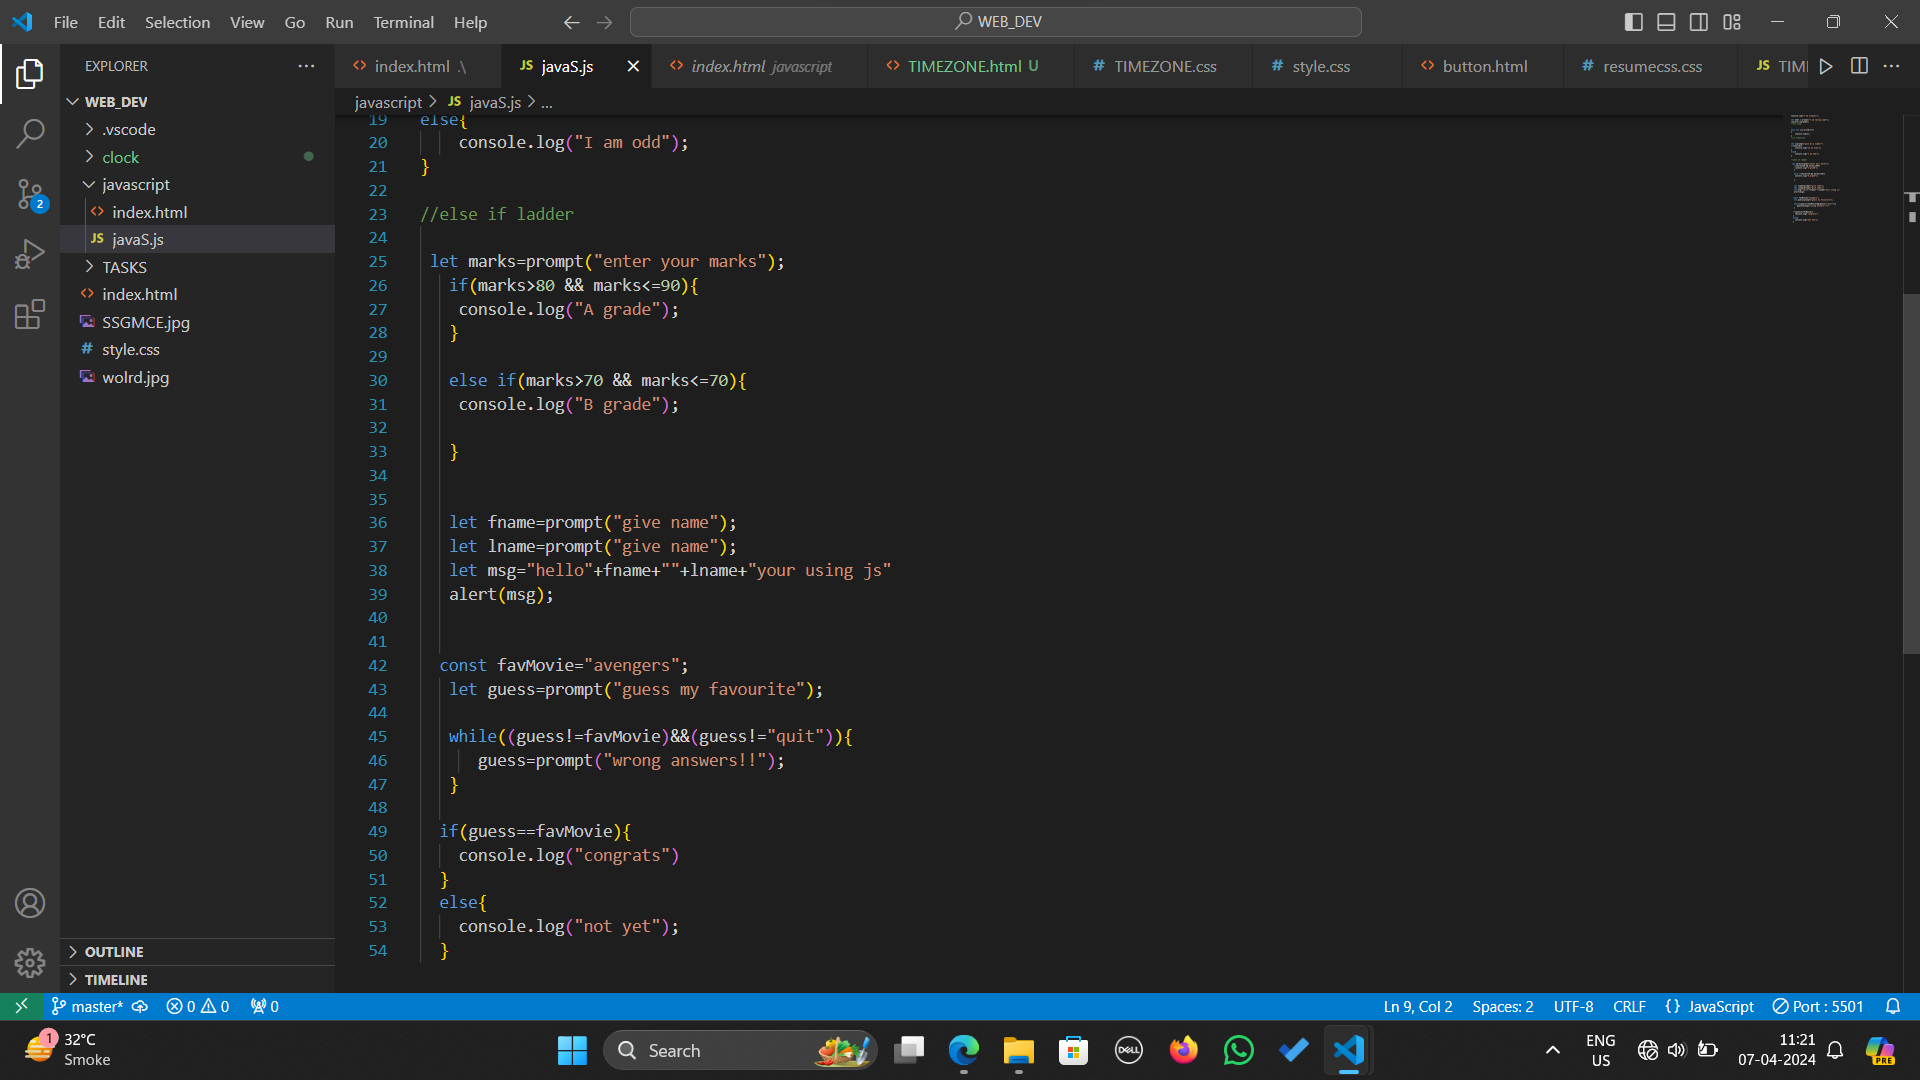 File Edit Selection View Go Run Terminal Help
WEB_DEV
EXPLORER
index.html .\
JS javaS.js
index.html javascript
TIMEZONE.html U
# TIMEZONE.css
# style.css
button.html
# resumecss.css
JS TIM
WEB_DEV
.vscode
clock
javascript
index.html
JS javaS.js
TASKS
index.html
SSGMCE.jpg
# style.css
wolrd.jpg
OUTLINE
TIMELINE
2
javascript > JS javaS.js > ...
19 else{
20 console.log("I am odd");
21 }
22
23 //else if ladder
24
25 let marks=prompt("enter your marks");
26 if(marks>80 && marks<=90){
27 console.log("A grade");
28 }
29
30 else if(marks>70 && marks<=70){
31 console.log("B grade");
32
33 }
34
35
36 let fname=prompt("give name");
37 let lname=prompt("give name");
38 let msg="hello"+fname+""+lname+"your using js"
39 alert(msg);
40
41
42 const favMovie="avengers";
43 let guess=prompt("guess my favourite");
44
45 while((guess!=favMovie)&&(guess!="quit")){
46 guess=prompt("wrong answers!!");
47 }
48
49 if(guess==favMovie){
50 console.log("congrats")
51 }
52 else{
53 console.log("not yet");
54 }
master* 0 0 0
Ln 9, Col 2 Spaces: 2 UTF-8 CRLF {} JavaScript Port : 5501
1
32°C
Smoke
Search
DELL
ENG
US
11:21
07-04-2024
PRE